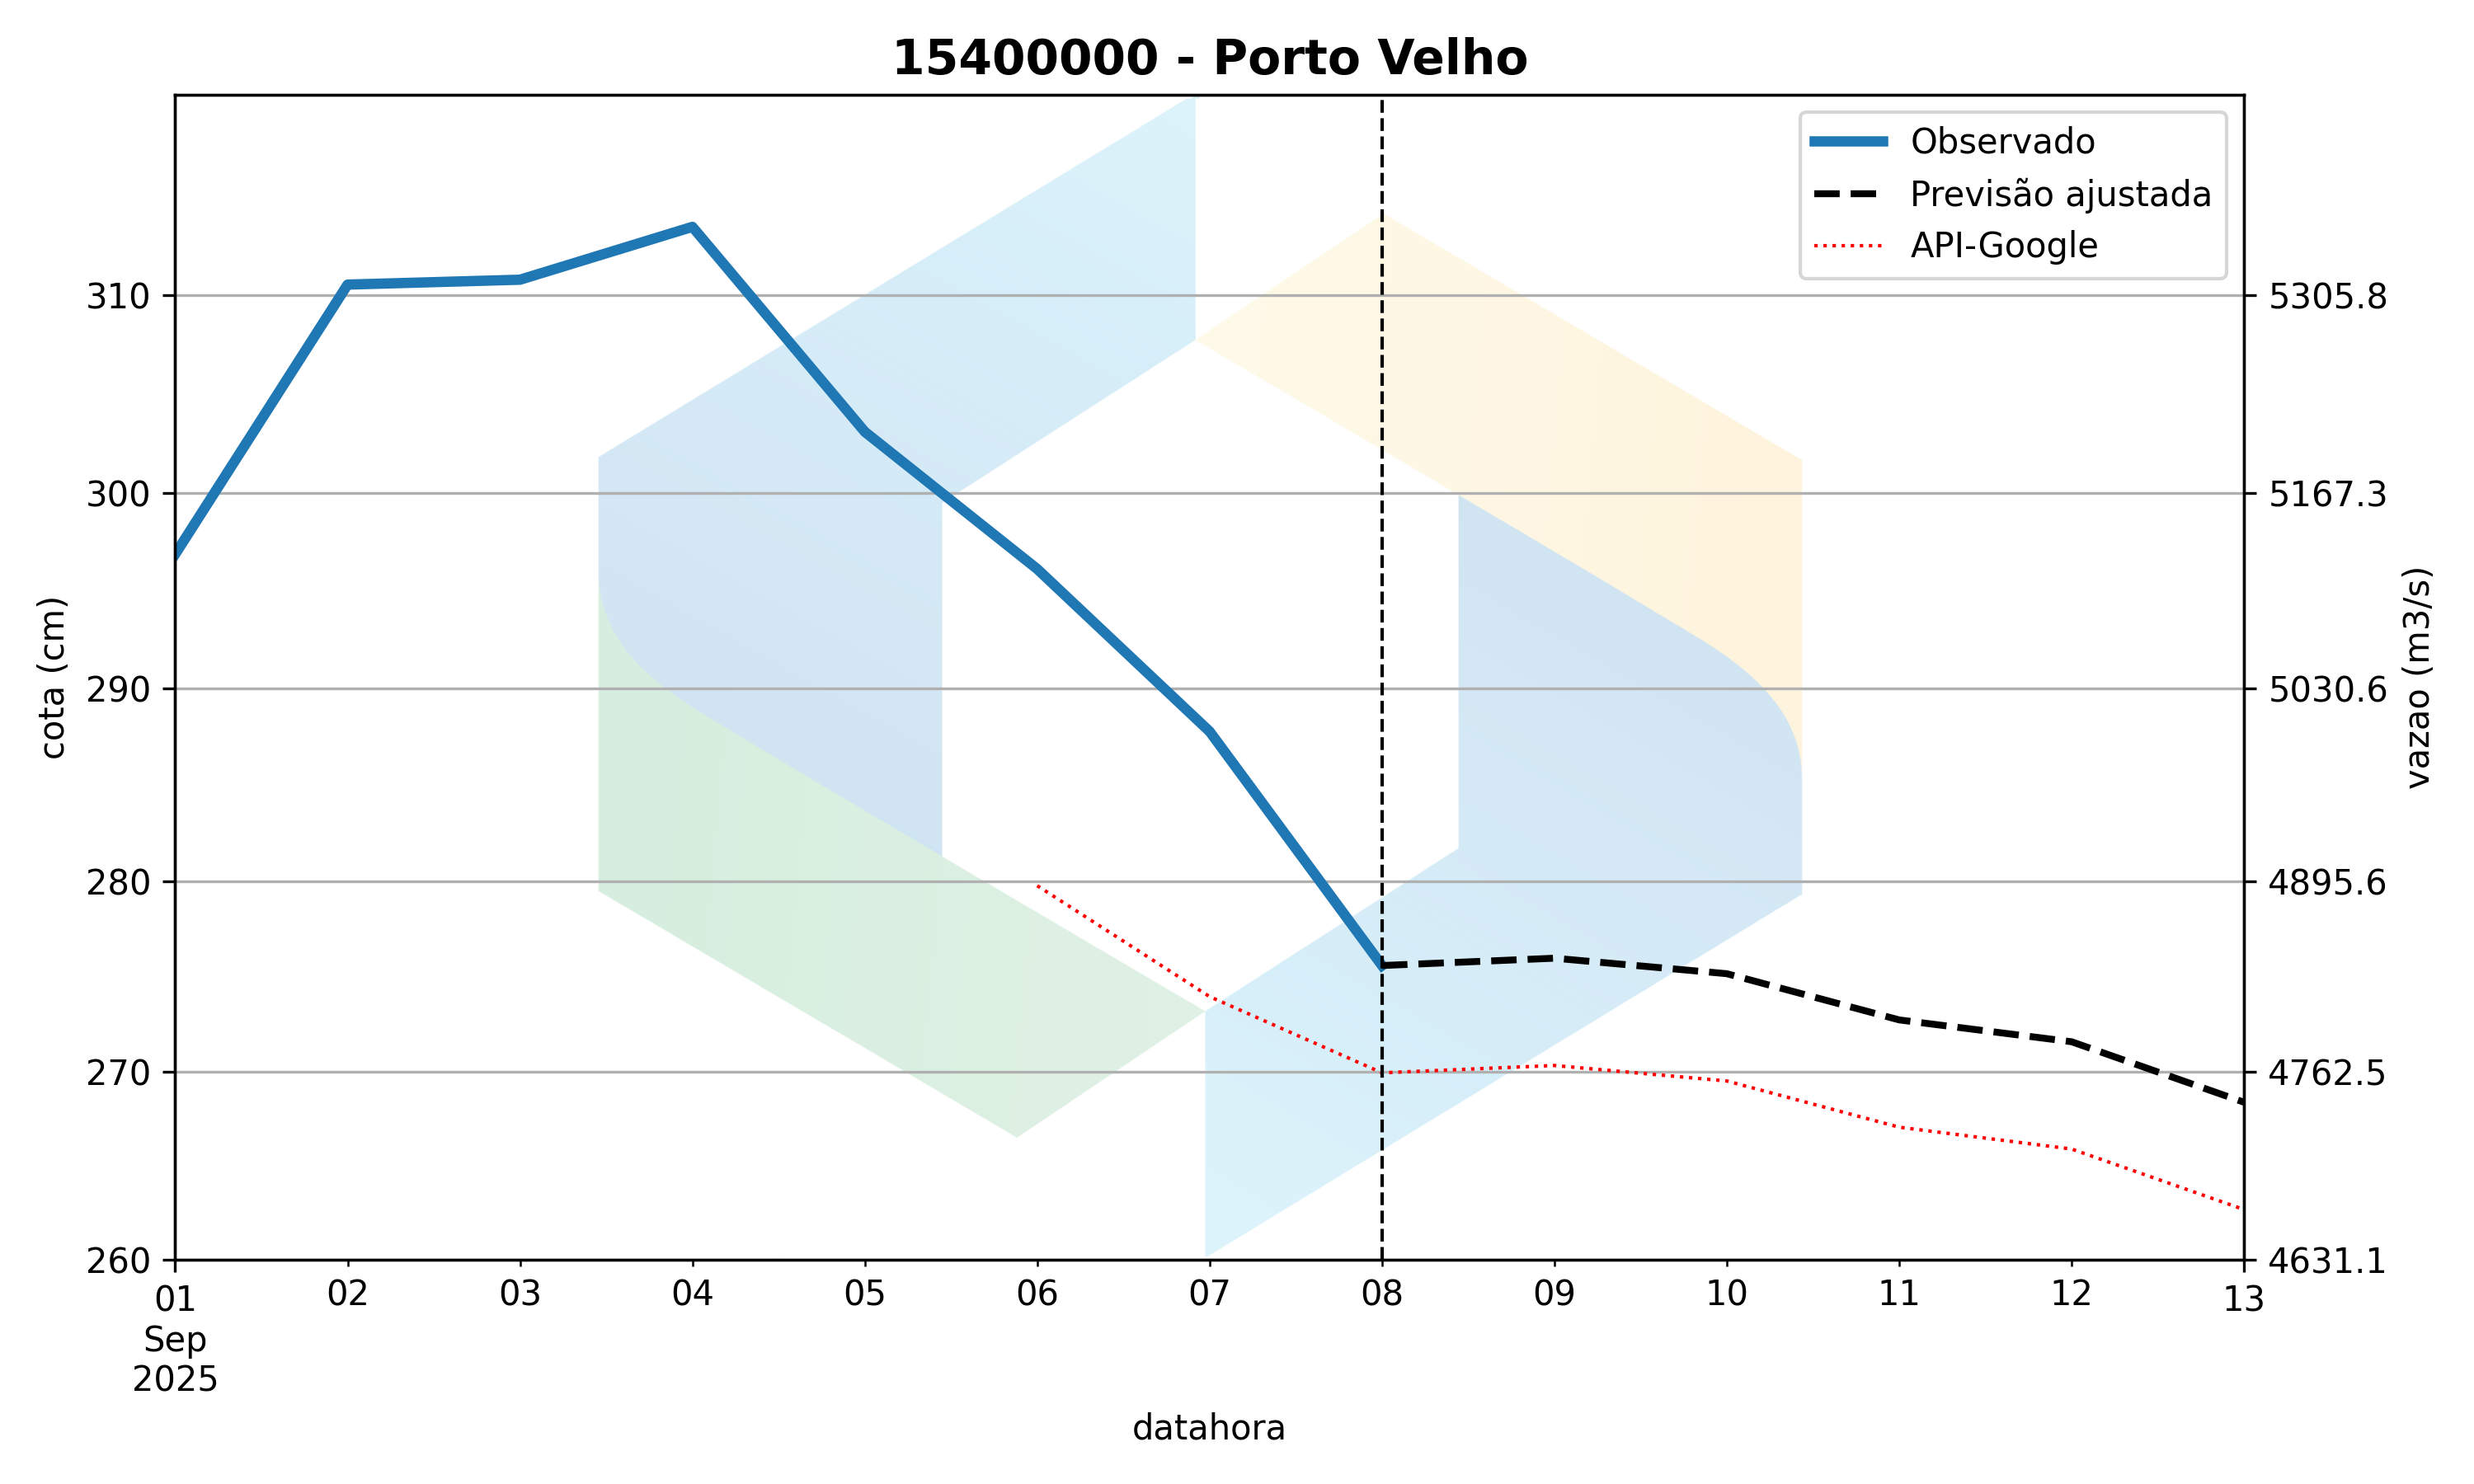 15400000 - Porto Velho
Observado
Previsão ajustada
API-Google
310
300
290
280
270
260
cota (cm)
5305.8
5167.3
5030.6
4895.6
4762.5
4631.1
vazao (m3/s)
01 02 03 04 05 06 07 08 09 10 11 12 13
Sep
2025
datahora